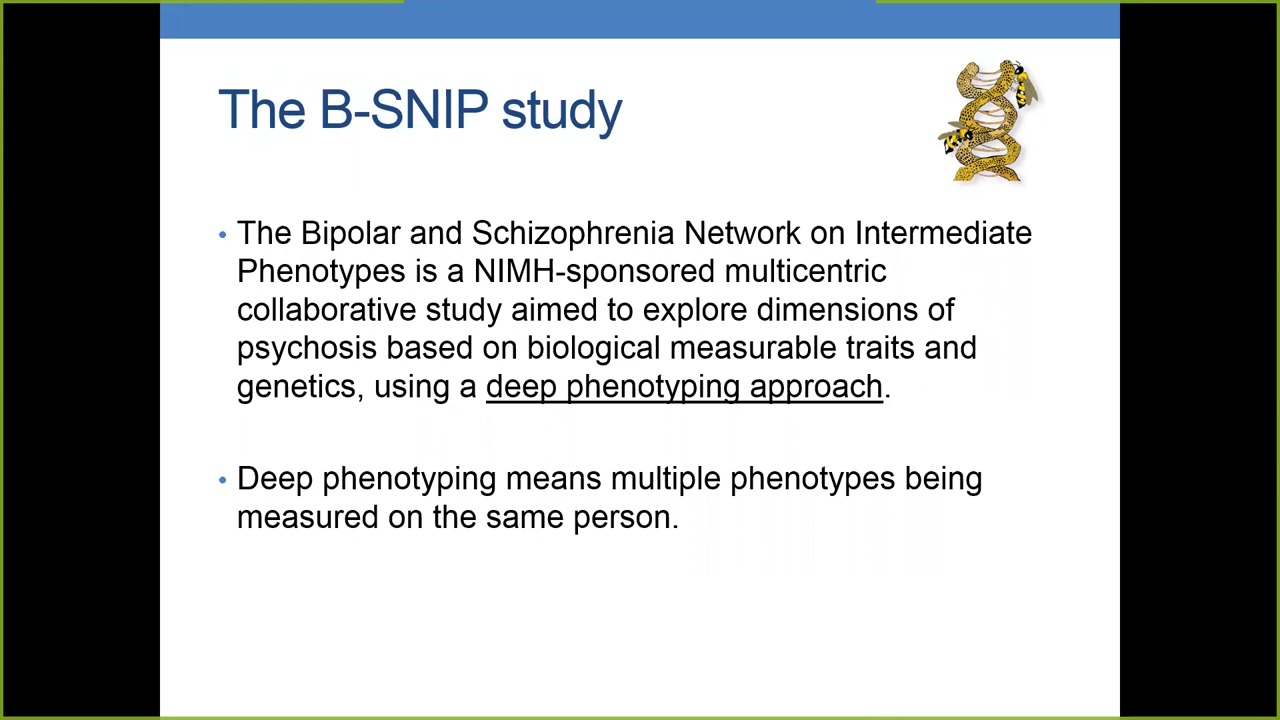 The B-SNIP study
• The Bipolar and Schizophrenia Network on Intermediate
Phenotypes is a NIMH-sponsored multicentric
collaborative study aimed to explore dimensions of
psychosis based on biological measurable traits and
genetics, using a deep phenotyping approach.
• Deep phenotyping means multiple phenotypes being
measured on the same person.